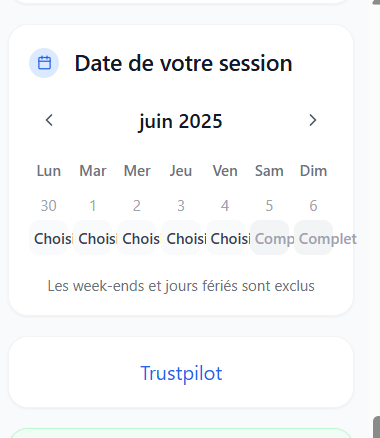 Date de votre session
juin 2025
Lun Mar Mer Jeu Ven Sam Dim
30 1 2 3 4 5 6
Choisi Choisi Chois Choisi Choisi Comp Complet
Les week-ends et jours fériés sont exclus
Trustpilot